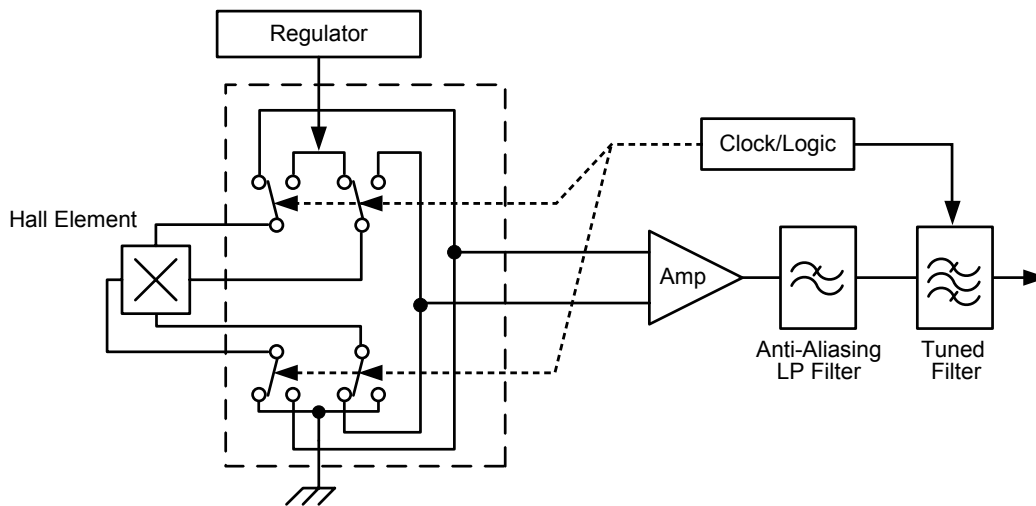 Regulator
Clock/Logic
Hall Element
Amp
Anti-Aliasing
LP Filter
Tuned
Filter